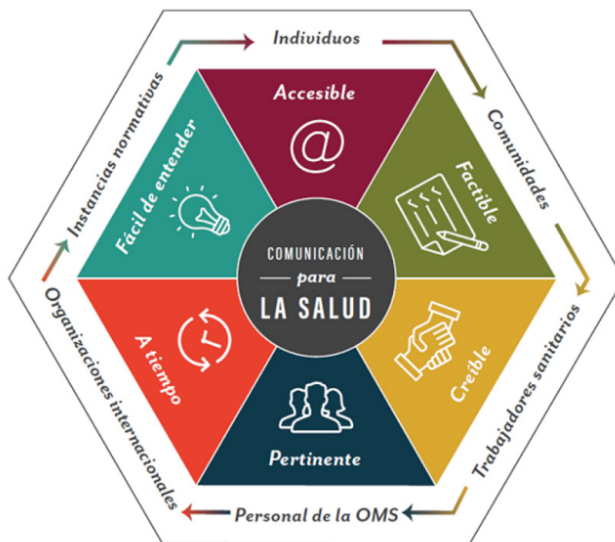 Individuos
Comunidades
Trabajadores sanitarios
Personal de la OMS
Organizaciones internacionales
Instancias normativas
Accesible
@
Factible
Creíble
Pertinente
A tiempo
Fácil de entender
COMUNICACIÓN
para
LA SALUD